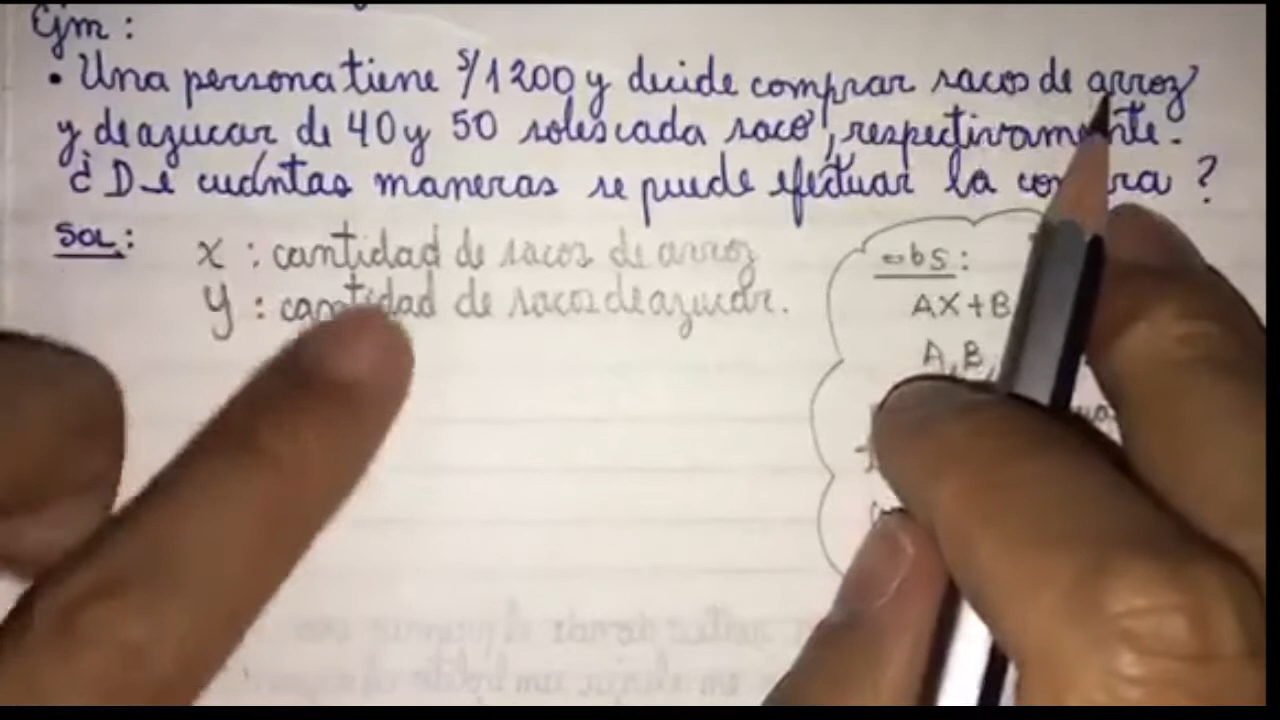 Ejm:
• Una persona tiene S/1200 y decide comprar sacos de arroz
y de azucar de 40 y 50 soles cada saco, respectivamente.
¿De cuántas maneras se puede efectuar la compra?
SOL: x : cantidad de sacos de arroz
y : cantidad de sacos de azucar.
obs:
AX+B
A, B,